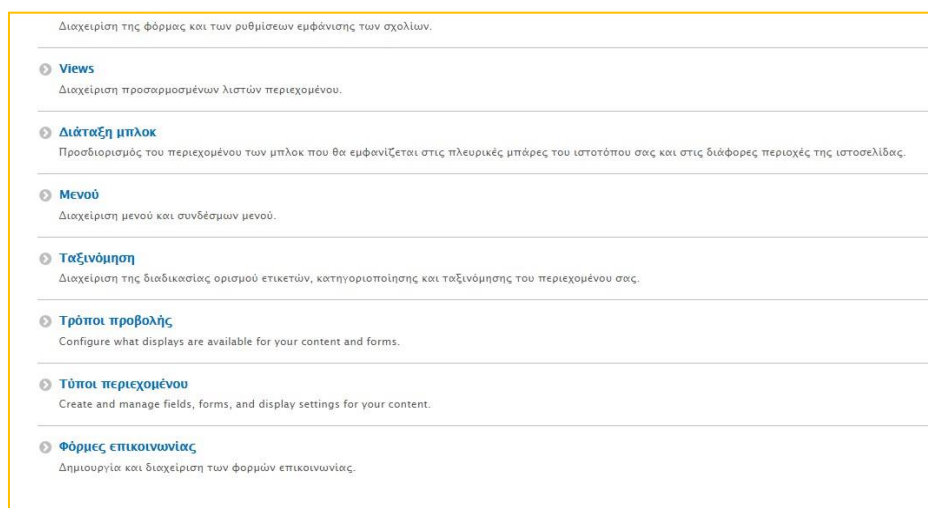 Διαχειρίση της φόρμας και των ρυθμίσεων εμφάνισης των σχολίων.
Views
Διαχείριση προσαρμοσμένων λιστών περιεχομένου.
Διάταξη μπλοκ
Προσδιορισμός του περιεχομένου των μπλοκ που θα εμφανίζεται στις πλευρικές μπάρες του ιστοτόπου σας και στις διάφορες περιοχές της ιστοσελίδας.
Μενού
Διαχείριση μενού και συνδέσμων μενού.
Ταξινόμηση
Διαχείριση της διαδικασίας ορισμού ετικετών, κατηγοριοποίησης και ταξινόμησης του περιεχομένου σας.
Τρόποι προβολής
Configure what displays are available for your content and forms.
Τύποι περιεχομένου
Create and manage fields, forms, and display settings for your content.
Φόρμες επικοινωνίας
Δημιουργία και διαχείριση των φορμών επικοινωνίας.